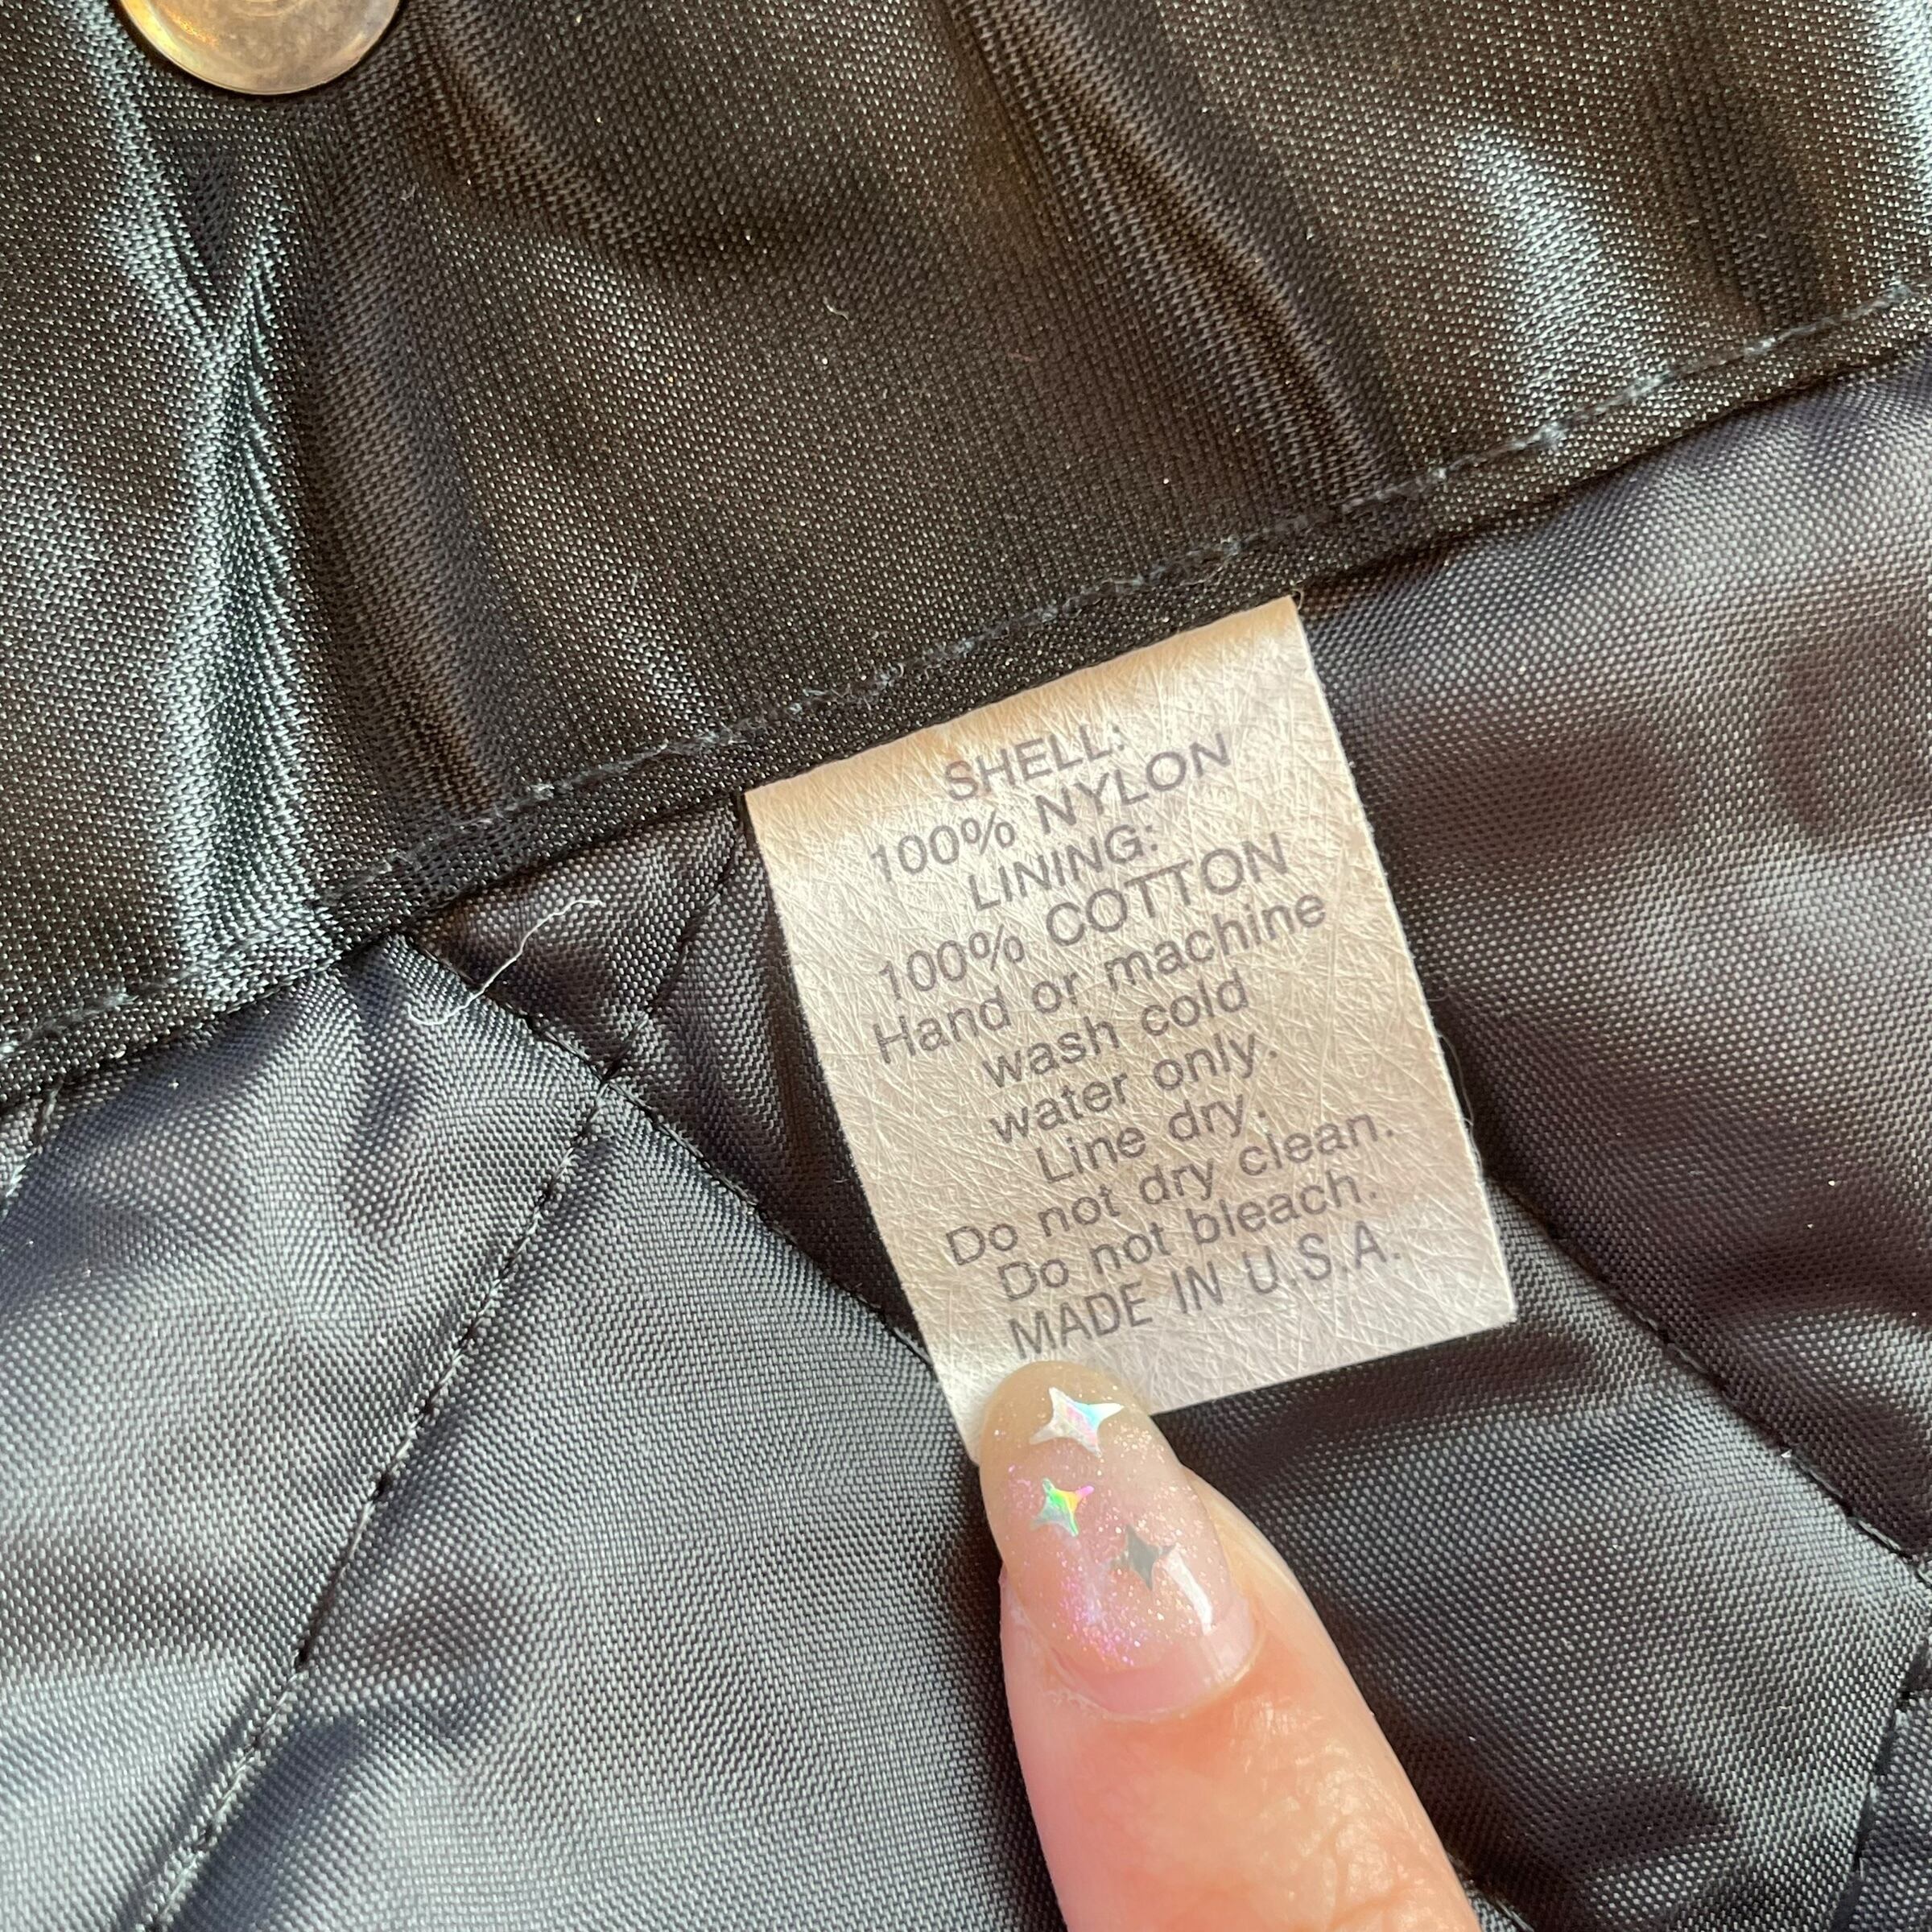 SHELL:
100% NYLON
LINING:
100% COTTON
Hand or machine
wash cold
water only.
Line dry.
Do not dry clean.
Do not bleach.
MADE IN U.S.A.